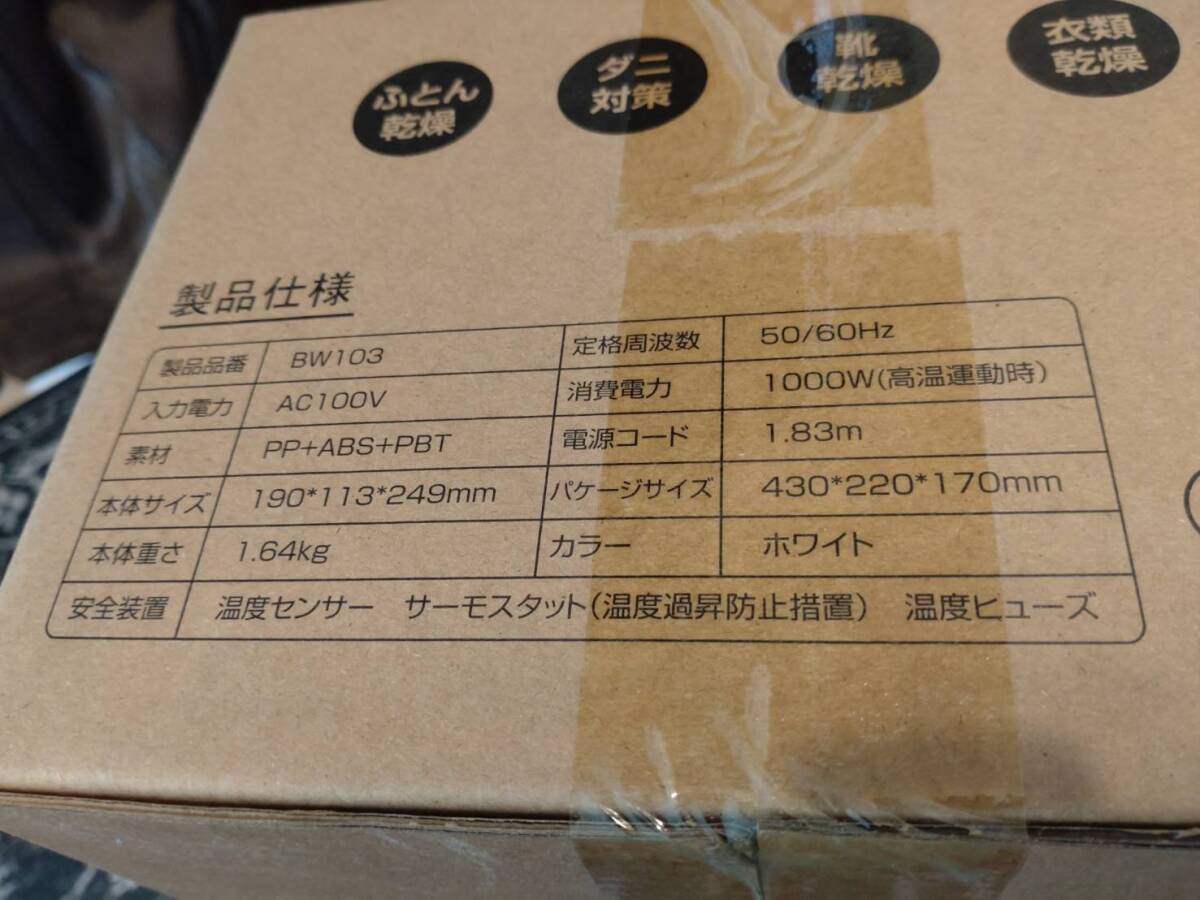 ふとん
乾燥
ダニ
対策
靴
乾燥
衣類
乾燥
製品仕様
製品品番 BW103 定格周波数 50/60Hz
入力電力 AC100V 消費電力 1000W(高温運動時)
素材 PP+ABS+PBT 電源コード 1.83m
本体サイズ 190*113*249mm パケージサイズ 430*220*170mm
本体重さ 1.64kg カラー ホワイト
安全装置 温度センサー サーモスタット(温度過昇防止措置) 温度ヒューズ